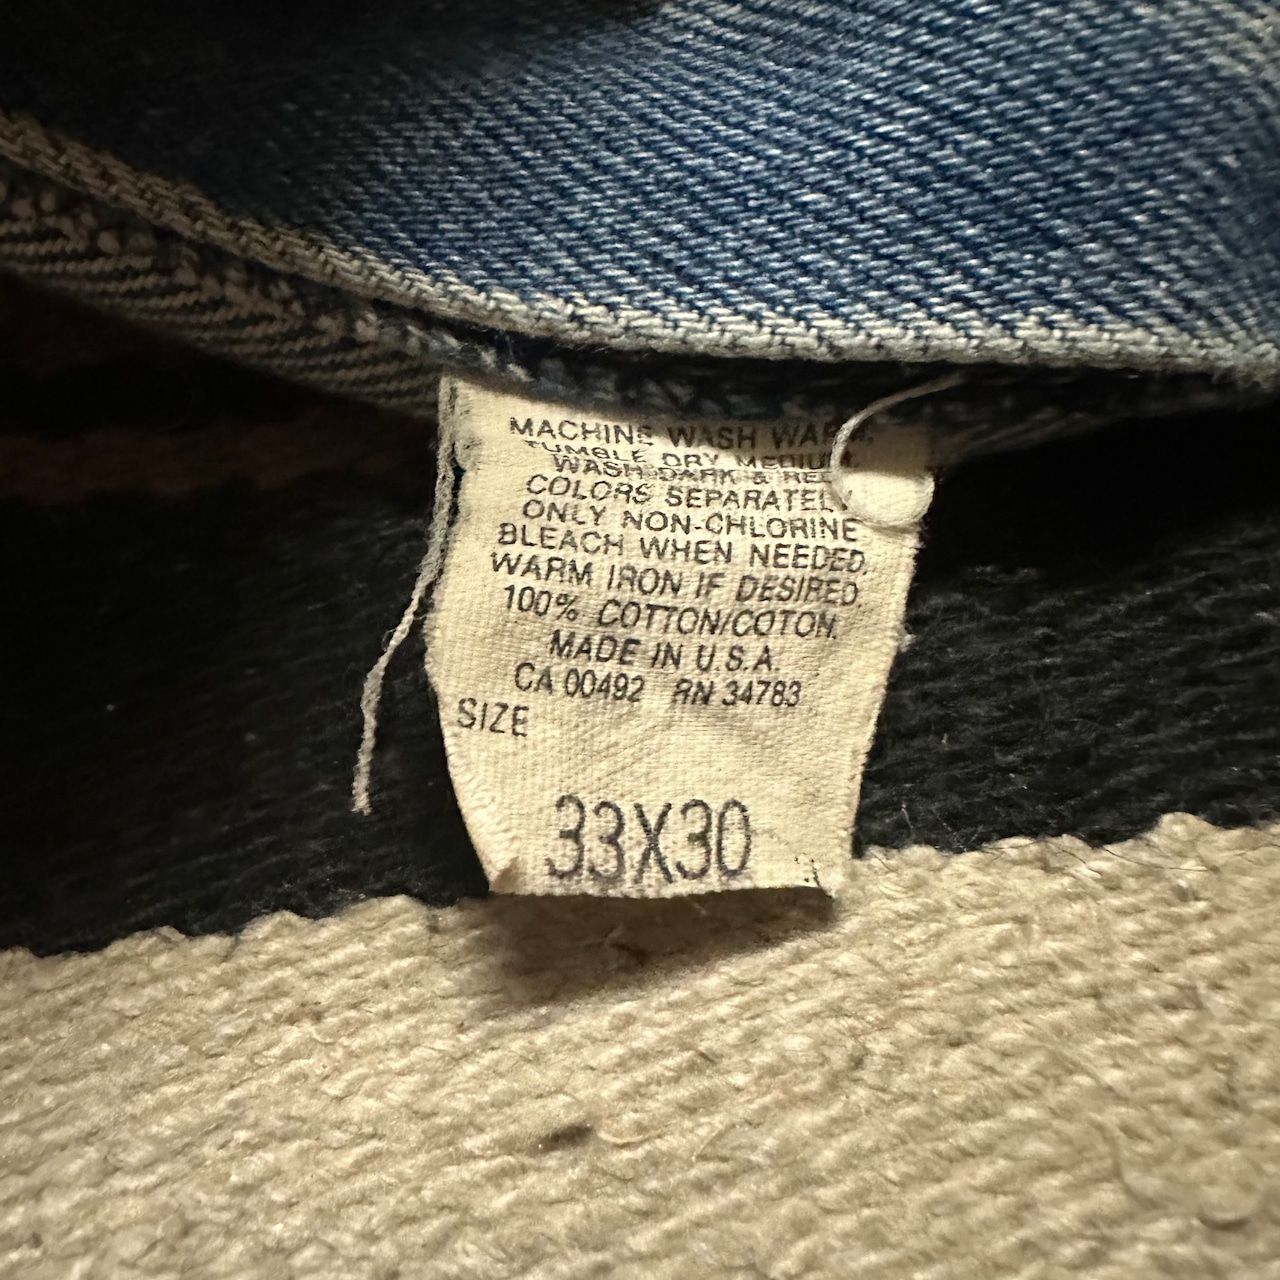 MACHINE WASH WARM,
TUMBLE DRY MEDIUM.
WASH DARK & RED
COLORS SEPARATELY
ONLY NON-CHLORINE
BLEACH WHEN NEEDED,
WARM IRON IF DESIRED,
100% COTTON/COTON.
MADE IN U.S.A.
CA 00492 RN 34783
SIZE
33X30